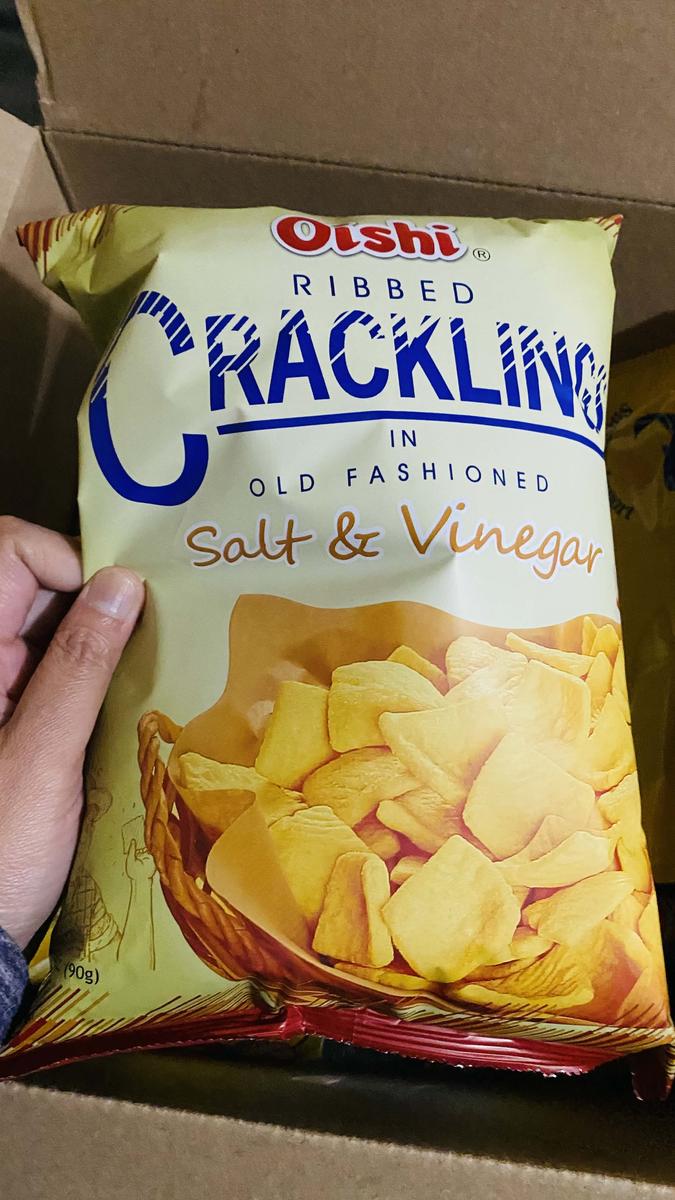 Oishi ®
RIBBED
CRACKLINGS
IN
OLD FASHIONED
Salt & Vinegar
(90g)